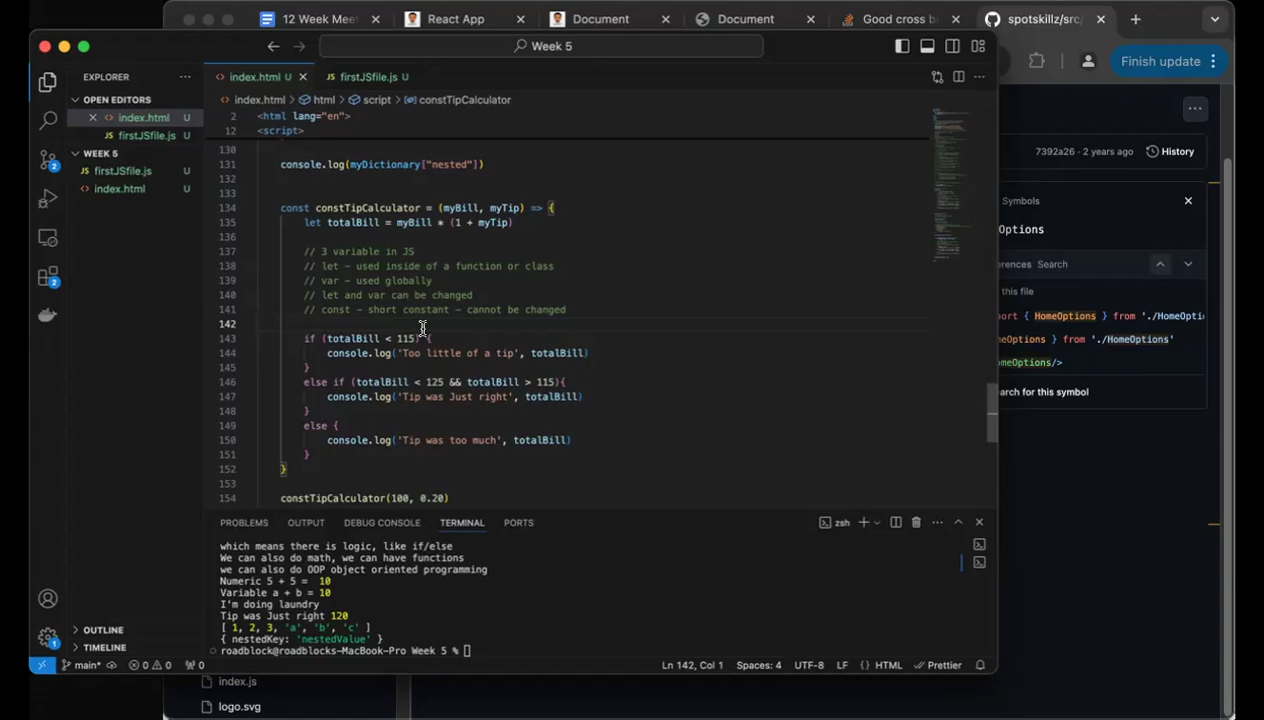 12 Week Mee
React App
Document
Document
Good cross b
spotskillz/src/
Week 5
Finish update
EXPLORER
index.html U
firstJSfile.js U
OPEN EDITORS
index.html > html > script > constTipCalculator
index.html U
2 <html lang="en">
12 <script>
firstJSfile.js U
WEEK 5
firstJSfile.js U
index.html U
130
131 console.log(myDictionary["nested"])
132
133
134 const constTipCalculator = (myBill, myTip) => {
135 let totalBill = myBill * (1 + myTip)
136
137 // 3 variable in JS
138 // let - used inside of a function or class
139 // var - used globally
140 // let and var can be changed
141 // const - short constant - cannot be changed
142
143 if (totalBill < 115) {
144 console.log('Too little of a tip', totalBill)
145 }
146 else if (totalBill < 125 && totalBill > 115){
147 console.log('Tip was Just right', totalBill)
148 }
149 else {
150 console.log('Tip was too much', totalBill)
151 }
152 }
153
154 constTipCalculator(100, 0.20)
7392a26 · 2 years ago History
Symbols
Options
erences Search
this file
port { HomeOptions } from './HomeOpti
eOptions } from './HomeOptions'
meOptions/>
earch for this symbol
PROBLEMS OUTPUT DEBUG CONSOLE TERMINAL PORTS
zsh
which means there is logic, like if/else
We can also do math, we can have functions
we can also do OOP object oriented programming
Numeric 5 + 5 = 10
Variable a + b = 10
I'm doing laundry
Tip was Just right 120
[ 1, 2, 3, 'a', 'b', 'c' ]
{ nestedKey: 'nestedValue' }
roadblock@roadblocks-MacBook-Pro Week 5 %
OUTLINE
TIMELINE
2
2
1
main* 0 0 0
Ln 142, Col 1 Spaces: 4 UTF-8 LF {} HTML Prettier
index.js
logo.svg